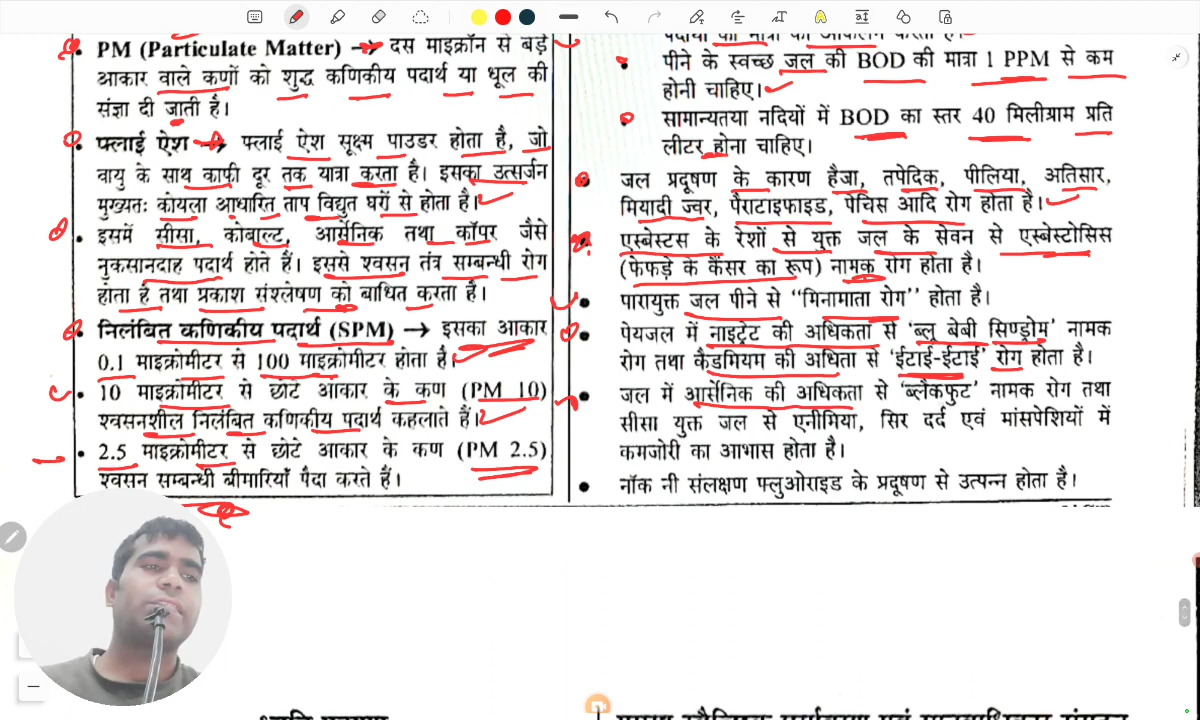 PM (Particulate Matter) → दस माइक्रॉन से बड़े
आकार वाले कणों को शुद्ध कणिकीय पदार्थ या धूल की
संज्ञा दी जाती है।
फ्लाई ऐश → फ्लाई ऐश सूक्ष्म पाउडर होता है, जो
वायु के साथ काफी दूर तक यात्रा करता है। इसका उत्सर्जन
मुख्यतः कोयला आधारित ताप विद्युत घरों से होता है।
• इसमें सीसा, कोबाल्ट, आर्सेनिक तथा कॉपर जैसे
नुकसानदाह पदार्थ होते हैं। इससे श्वसन तंत्र सम्बन्धी रोग
होता है तथा प्रकाश संश्लेषण को बाधित करता है।
निलंबित कणिकीय पदार्थ (SPM) → इसका आकार
0.1 माइक्रोमीटर से 100 माइक्रोमीटर होता है।
• 10 माइक्रोमीटर से छोटे आकार के कण (PM 10)
श्वसनशील निलंबित कणिकीय पदार्थ कहलाते हैं।
• 2.5 माइक्रोमीटर से छोटे आकार के कण (PM 2.5)
श्वसन सम्बन्धी बीमारियाँ पैदा करते हैं।
• पीने के स्वच्छ जल की BOD की मात्रा 1 PPM से कम
होनी चाहिए।
• सामान्यतया नदियों में BOD का स्तर 40 मिलीग्राम प्रति
लीटर होना चाहिए।
• जल प्रदूषण के कारण हैजा, तपेदिक, पीलिया, अतिसार,
मियादी ज्वर, पैराटाइफाइड, पेचिस आदि रोग होता है।
• एस्बेस्टस के रेशों से युक्त जल के सेवन से एस्बेस्टोसिस
(फेफड़े के कैंसर का रूप) नामक रोग होता है।
• पारायुक्त जल पीने से “मिनामाता रोग” होता है।
• पेयजल में नाइट्रेट की अधिकता से ‘ब्लू बेबी सिण्ड्रोम’ नामक
रोग तथा कैडमियम की अधिता से ‘ईटाई-ईटाई’ रोग होता है।
• जल में आर्सेनिक की अधिकता से ‘ब्लैकफुट’ नामक रोग तथा
सीसा युक्त जल से एनीमिया, सिर दर्द एवं मांसपेशियों में
कमजोरी का आभास होता है।
• नॉक नी संलक्षण फ्लुओराइड के प्रदूषण से उत्पन्न होता है।